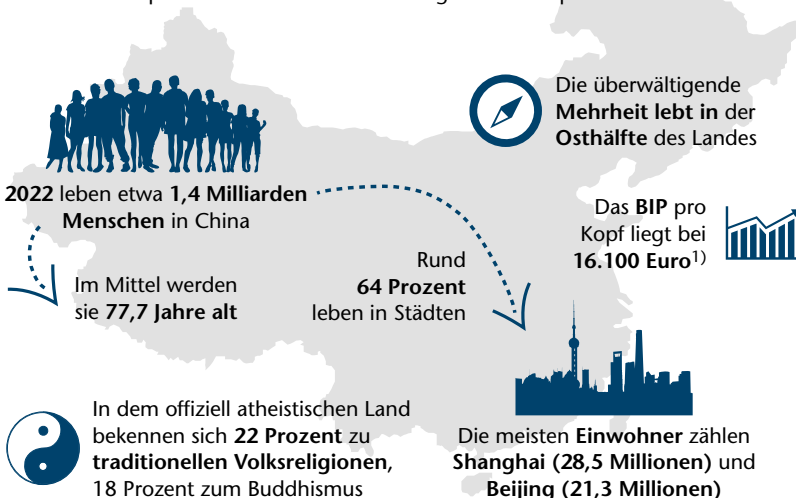 Die überwältigende
Mehrheit lebt in der
Osthälfte des Landes
2022 leben etwa 1,4 Milliarden
Menschen in China
Das BIP pro
Kopf liegt bei
16.100 Euro1)
Im Mittel werden
sie 77,7 Jahre alt
Rund
64 Prozent
leben in Städten
In dem offiziell atheistischen Land
bekennen sich 22 Prozent zu
traditionellen Volksreligionen,
18 Prozent zum Buddhismus
Die meisten Einwohner zählen
Shanghai (28,5 Millionen) und
Beijing (21,3 Millionen)